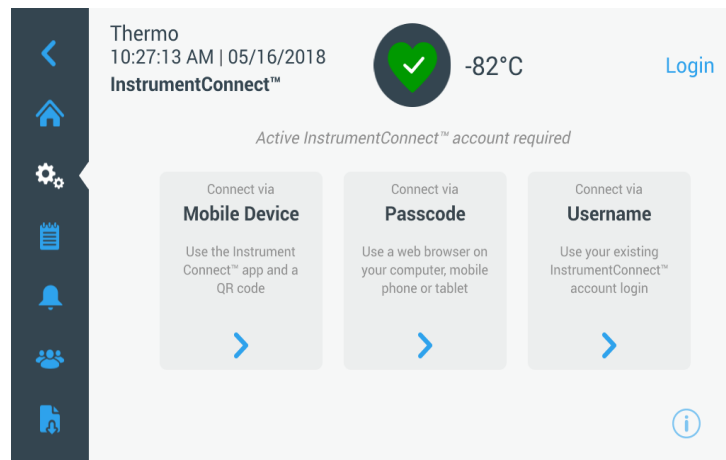 Thermo
10:27:13 AM | 05/16/2018
InstrumentConnect™
-82°C
Login
Active InstrumentConnect™ account required
Connect via
Mobile Device
Use the Instrument
Connect™ app and a
QR code
Connect via
Passcode
Use a web browser on
your computer, mobile
phone or tablet
Connect via
Username
Use your existing
InstrumentConnect™
account login